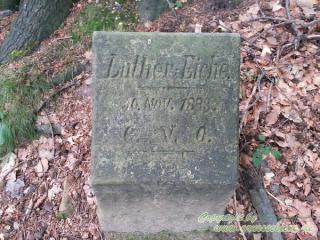 Luther-Eiche.
10. NOV. 1883.
G. V. O.